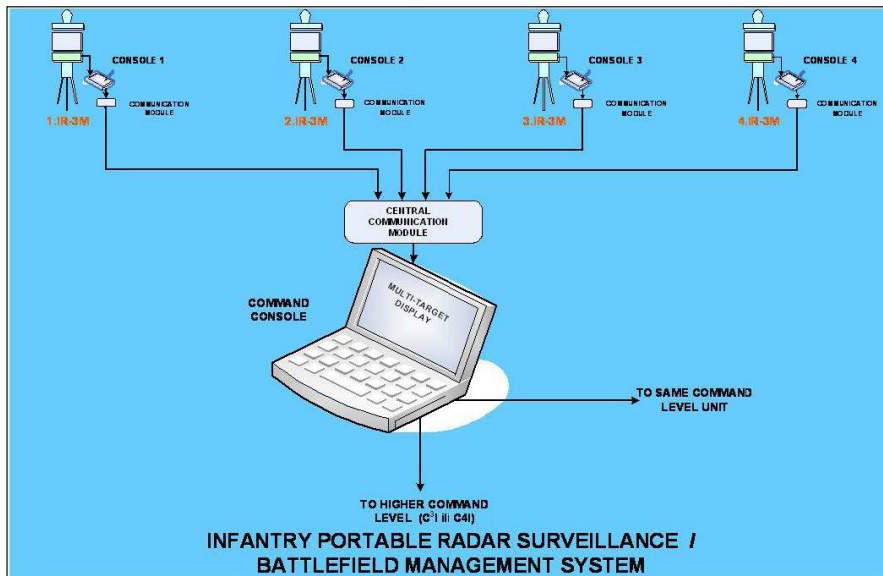 CONSOLE 1
COMMUNICATION
MODULE
1.IR-3M
CONSOLE 2
COMMUNICATION
MODULE
2.IR-3M
CONSOLE 3
COMMUNICATION
MODULE
3.IR-3M
CONSOLE 4
COMMUNICATION
MODULE
4.IR-3M
CENTRAL
COMMUNICATION
MODULE
MULTI-TARGET
DISPLAY
COMMAND
CONSOLE
TO SAME COMMAND
LEVEL UNIT
TO HIGHER COMMAND
LEVEL (C³I ili C4I)
INFANTRY PORTABLE RADAR SURVEILLANCE /
BATTLEFIELD MANAGEMENT SYSTEM